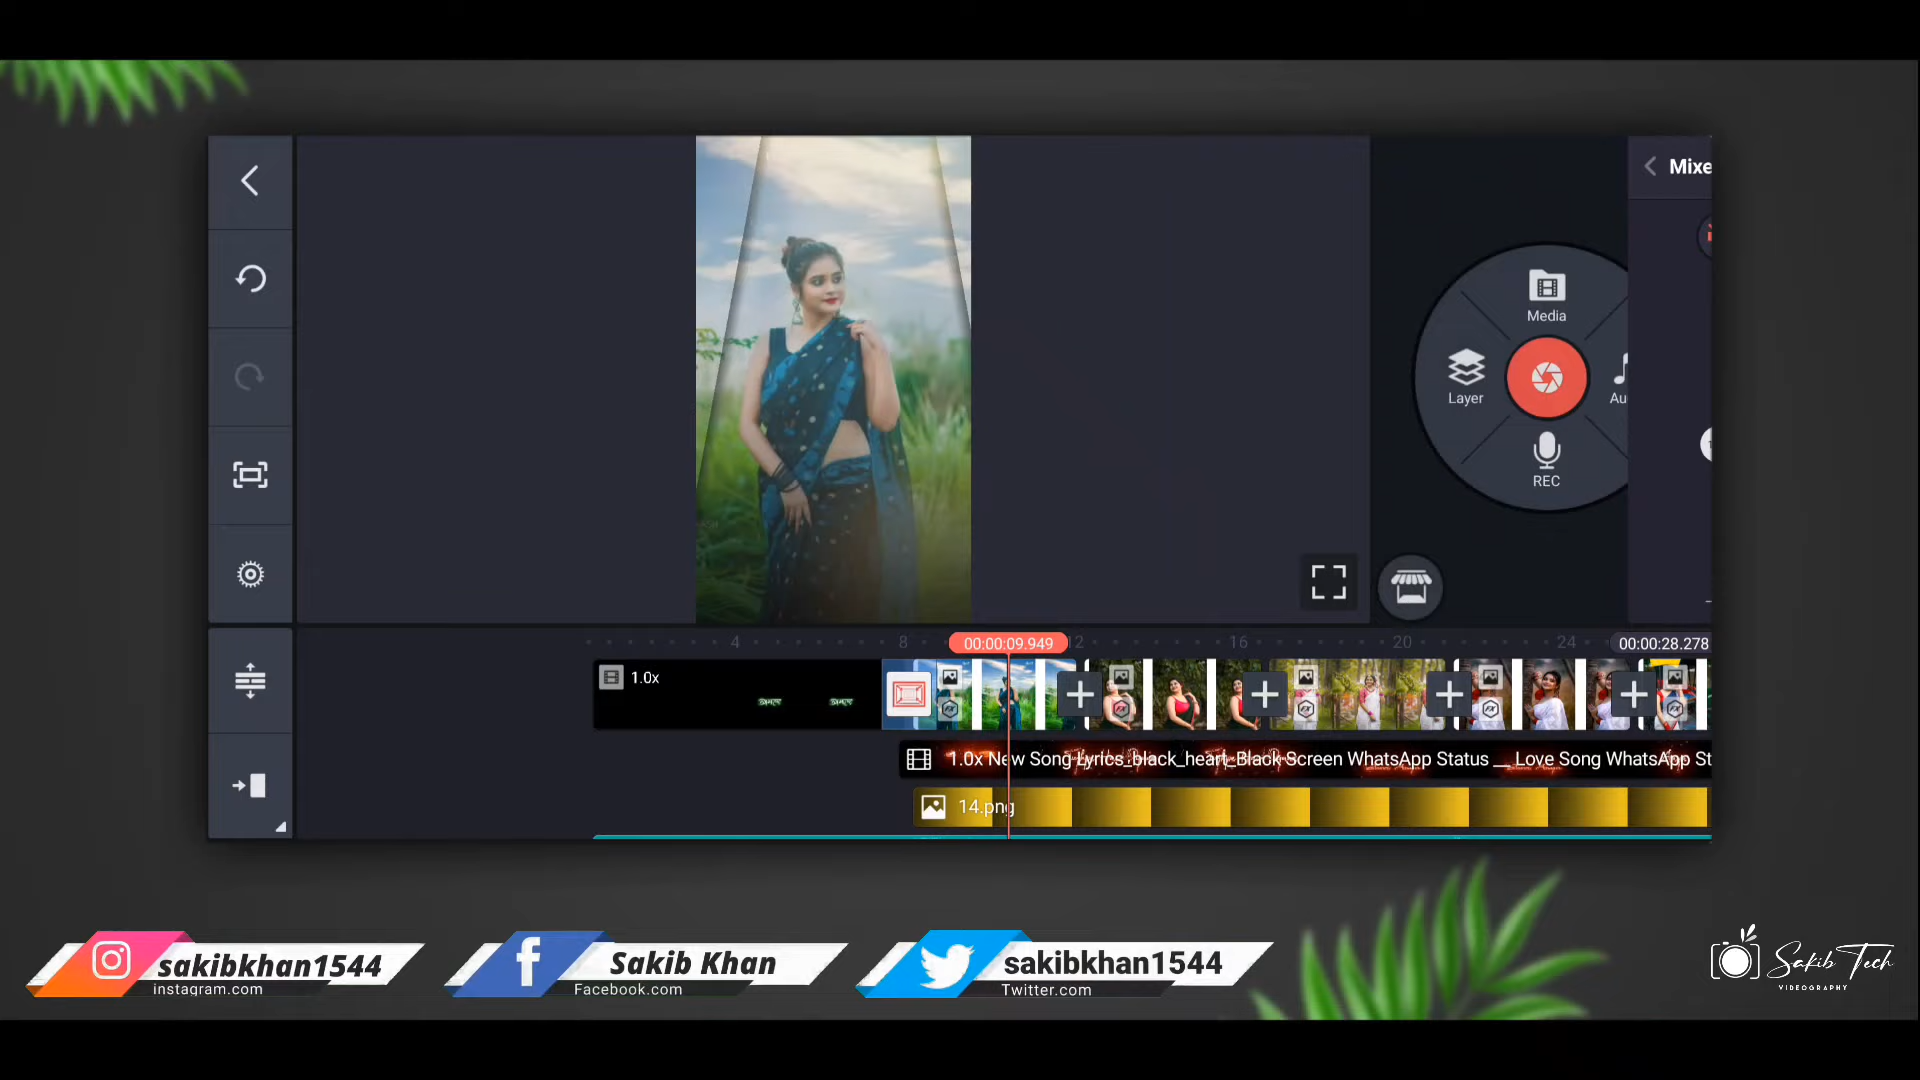 Mixe
Media
Layer
Au
REC
4
8
00:00:09.949
12
16
20
24
00:00:28.278
1.0x
1.0x New Song Lyrics_black_heart_Black Screen WhatsApp Status __ Love Song WhatsApp St
14.png
sakibkhan1544
instagram.com
Sakib Khan
Facebook.com
sakibkhan1544
Twitter.com
Sakib Tech
VIDEOGRAPHY